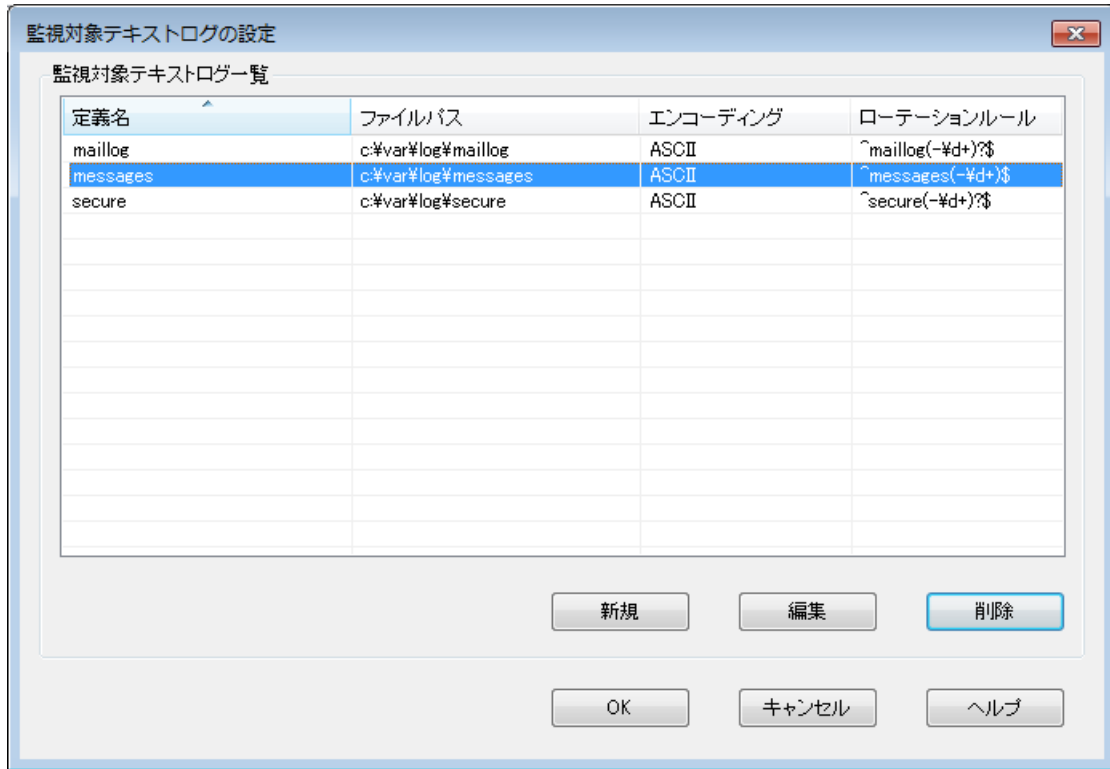 監視対象テキストログの設定
監視対象テキストログ一覧
定義名 ファイルパス エンコーディング ローテーションルール
maillog c:¥var¥log¥maillog ASCII ^maillog(-¥d+)?$
messages c:¥var¥log¥messages ASCII ^messages(-¥d+)$
secure c:¥var¥log¥secure ASCII ^secure(-¥d+)?$
新規 編集 削除
OK キャンセル ヘルプ